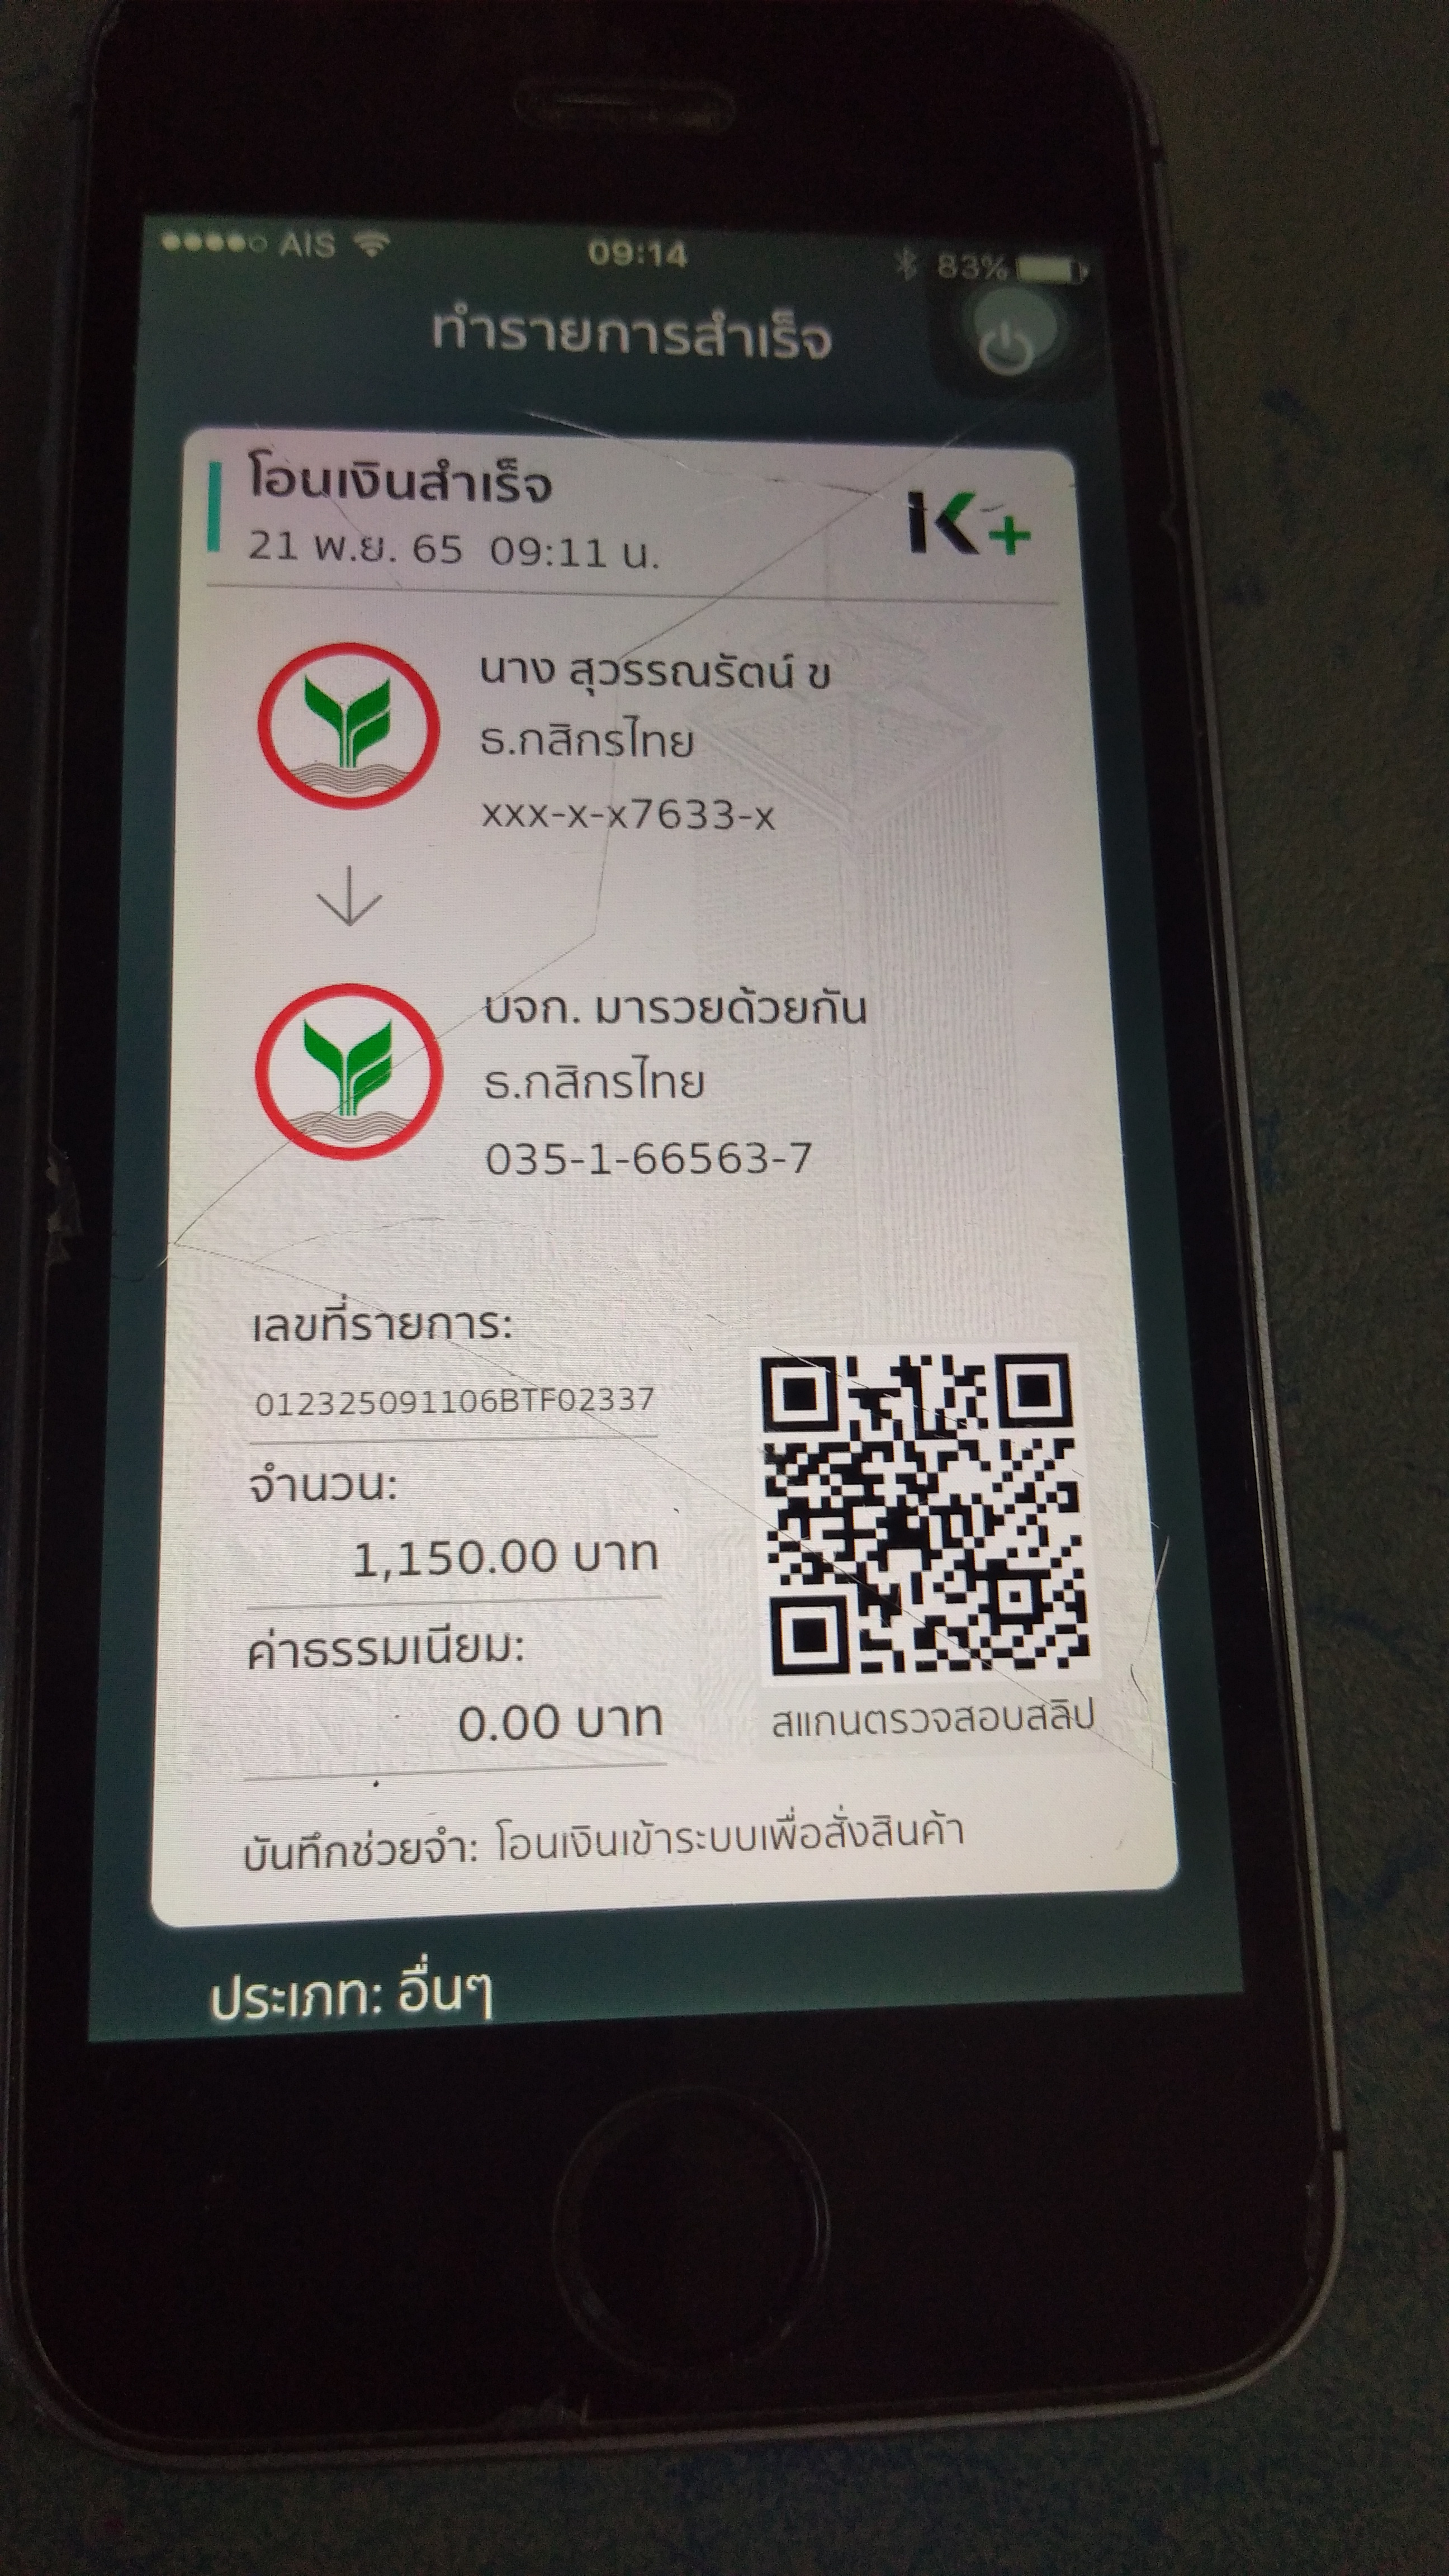 AIS 09:14 83%
ทำรายการสำเร็จ
โอนเงินสำเร็จ
21 พ.ย. 65 09:11 น.
K+
นาง สุวรรณรัตน์ ข
ธ.กสิกรไทย
xxx-x-x7633-x
บจก. มารวยด้วยกัน
ธ.กสิกรไทย
035-1-66563-7
เลขที่รายการ:
012325091106BTF02337
จำนวน:
1,150.00 บาท
ค่าธรรมเนียม:
0.00 บาท
สแกนตรวจสอบสลิป
บันทึกช่วยจำ: โอนเงินเข้าระบบเพื่อสั่งสินค้า
ประเภท: อื่นๆ